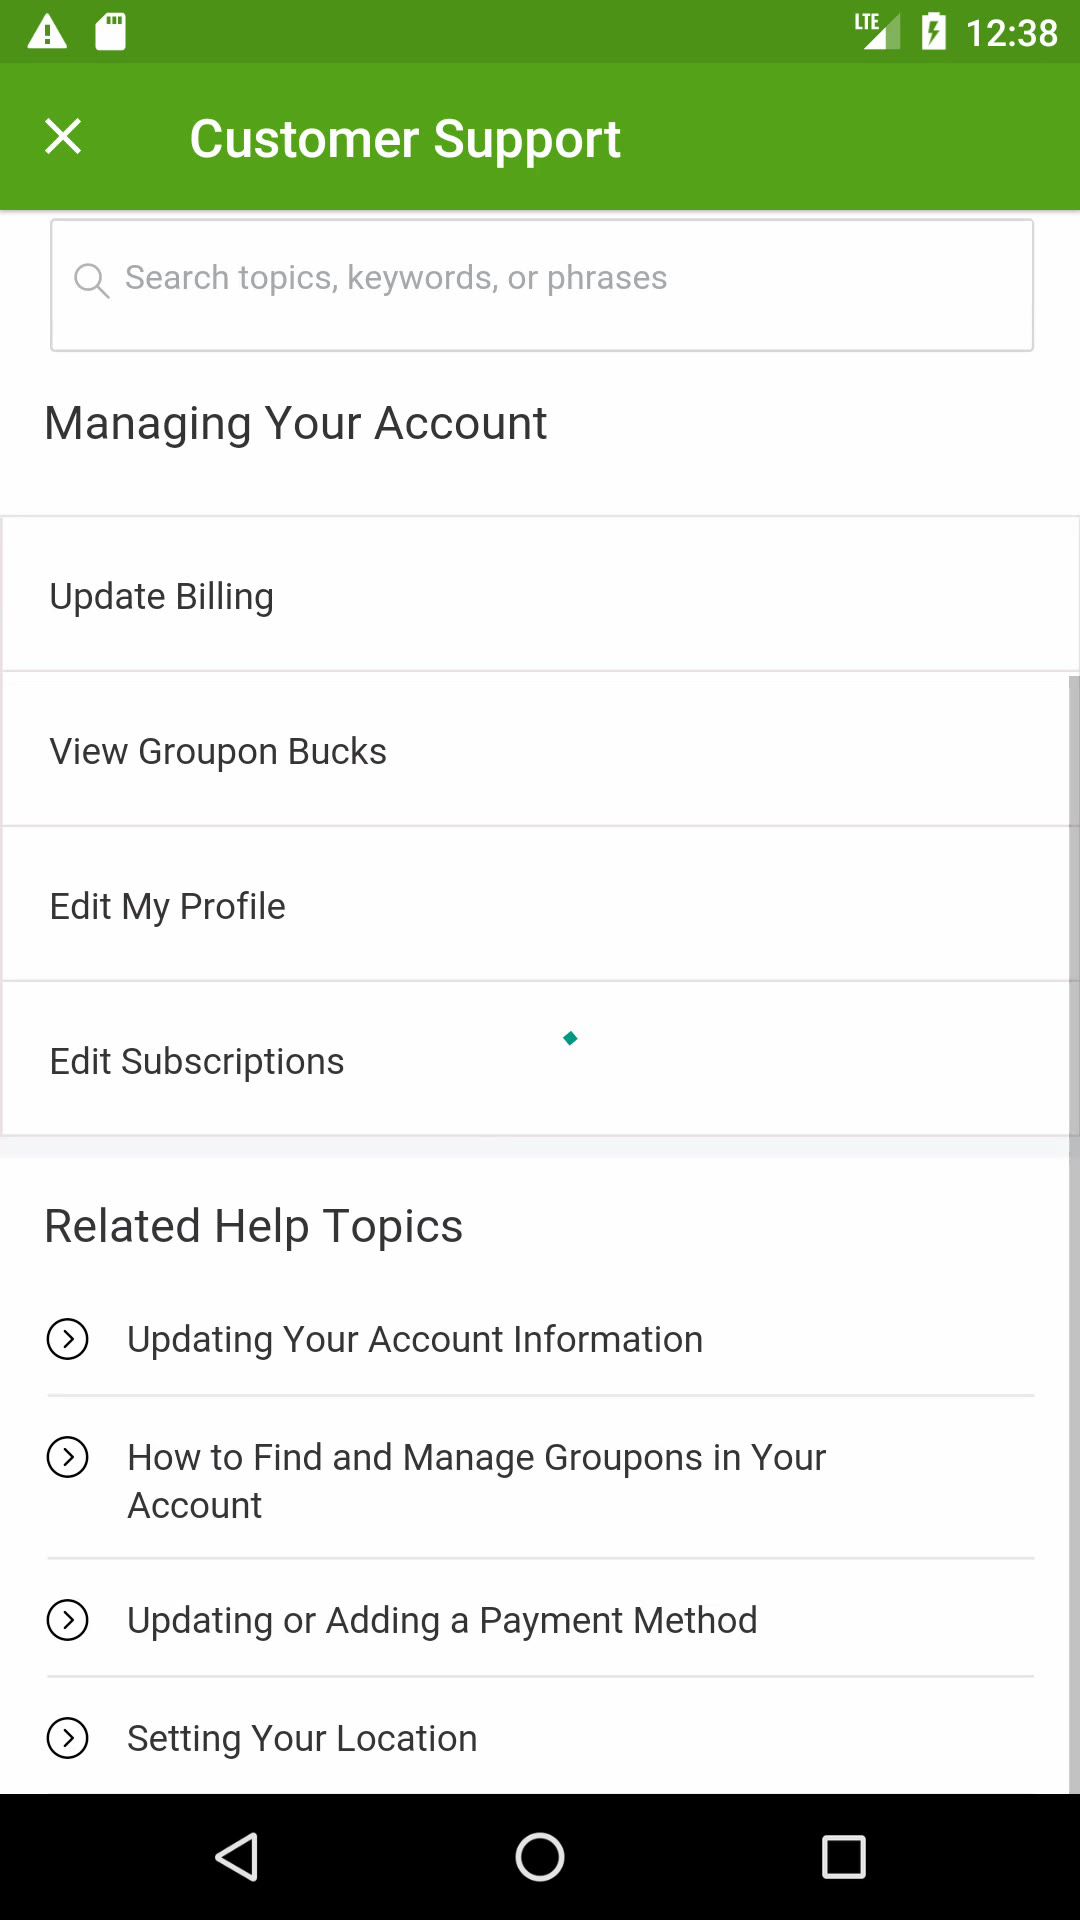 LTE 12:38
Customer Support
Search topics, keywords, or phrases
Managing Your Account
Update Billing
View Groupon Bucks
Edit My Profile
Edit Subscriptions
Related Help Topics
Updating Your Account Information
How to Find and Manage Groupons in Your
Account
Updating or Adding a Payment Method
Setting Your Location